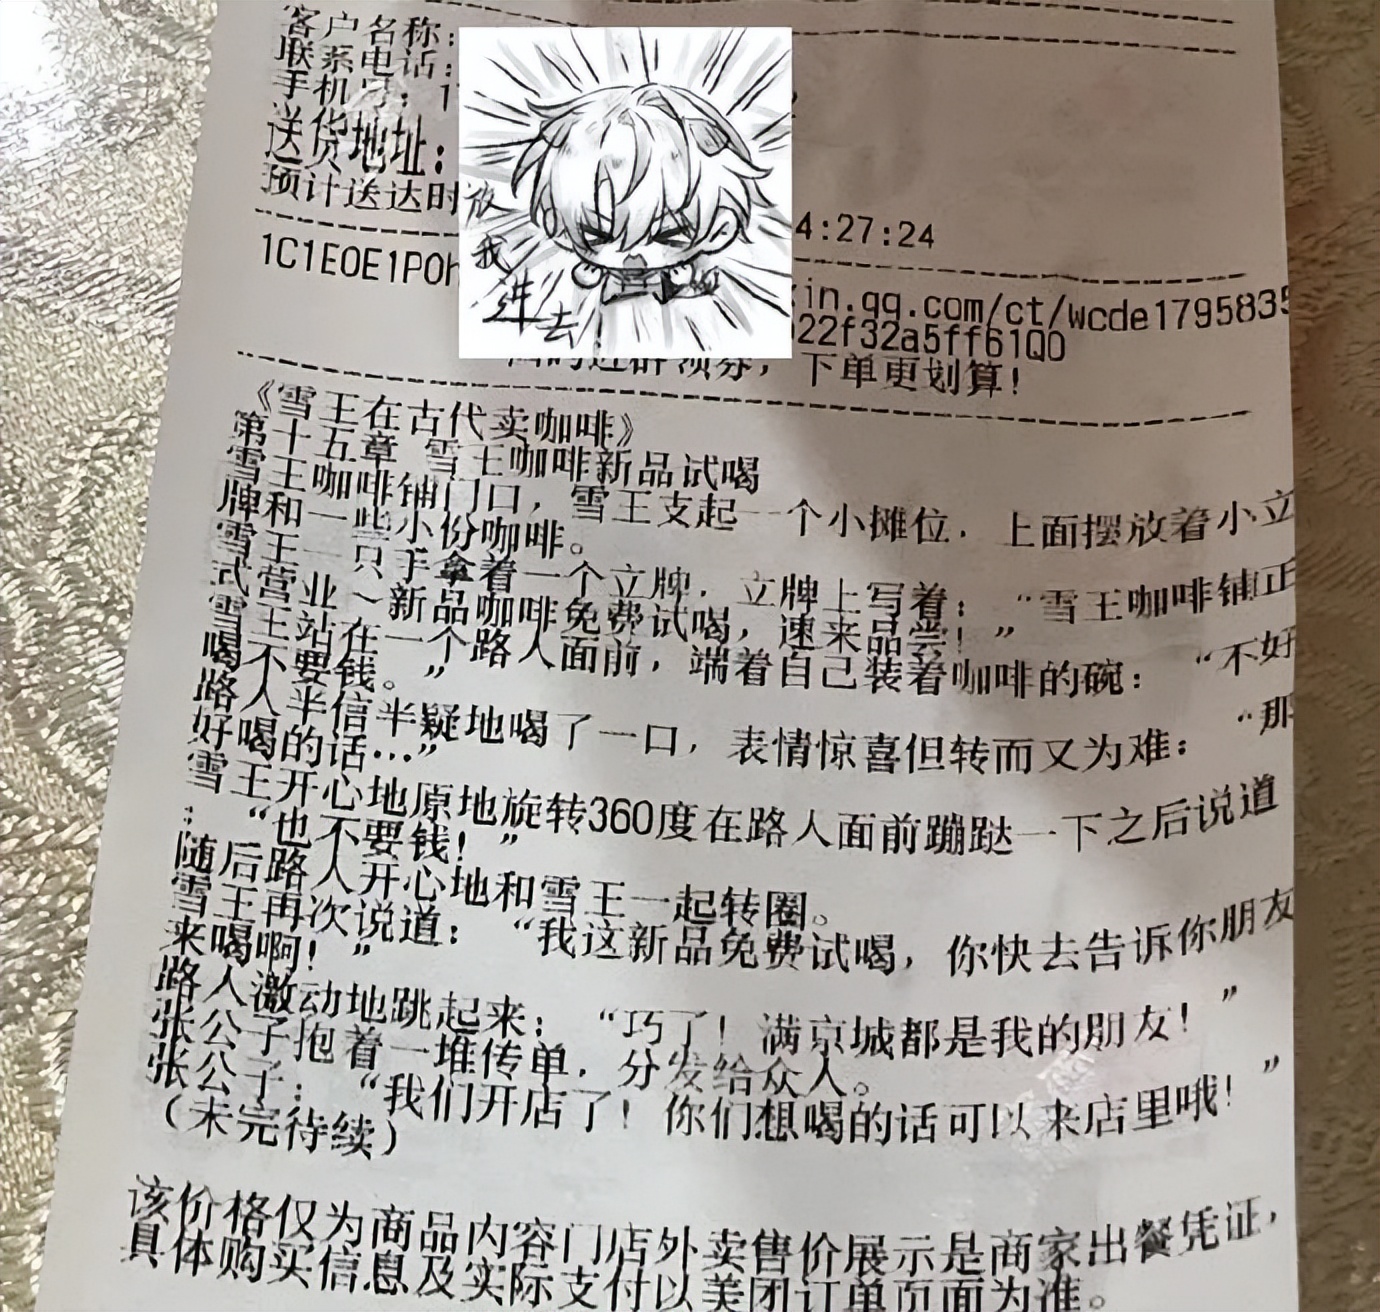 客户名称:
联系电话:
手机号: 1
送货地址:
预计送达时
4:27:24
放
我
进
去!
1C1E0E1P0h
in.qq.com/ct/wcde1795835
22f32a5ff61Q0
进群领券，下单更划算！
《雪王在古代卖咖啡》
第十五章 雪王咖啡新品试喝
雪王咖啡铺门口，雪王支起一个小摊位，上面摆放着小立
牌和一些小份咖啡。
雪王一只手拿着一个立牌，立牌上写着：“雪王咖啡铺正
式营业~新品咖啡免费试喝，速来品尝！”
雪王站在一个路人面前，端着自己装着咖啡的碗：“不好
喝不要钱。”
路人半信半疑地喝了一口，表情惊喜但转而又为难：“那
好喝的话…”
雪王开心地原地旋转360度在路人面前蹦跶一下之后说道
：“也不要钱！”
随后路人开心地和雪王一起转圈。
雪王再次说道：“我这新品免费试喝，你快去告诉你朋友
来喝啊！”
路人激动地跳起来：“巧了！满京城都是我的朋友！”
张公子抱着一堆传单，分发给众人。
张公子：“我们开店了！你们想喝的话可以来店里哦！”
（未完待续）
该价格仅为商品内容门店外卖售价展示是商家出餐凭证，
具体购买信息及实际支付以美团订单页面为准。